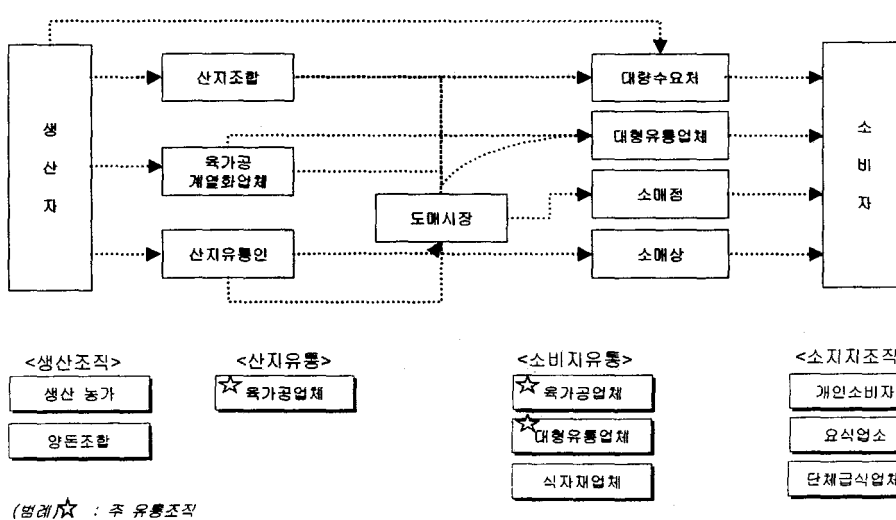 생
산
자
산지조합
육가공
계열화업체
산지유통인
도매시장
대량수요처
대형유통업체
소매점
소매상
소
비
자
<생산조직>
생산 농가
양돈조합
<산지유통>
☆ 육가공업체
<소비지유통>
☆ 육가공업체
☆ 대형유통업체
식자재업체
<소지지조직
개인소비자
요식업소
단체급식업체
(범례)☆ : 주 유통조직